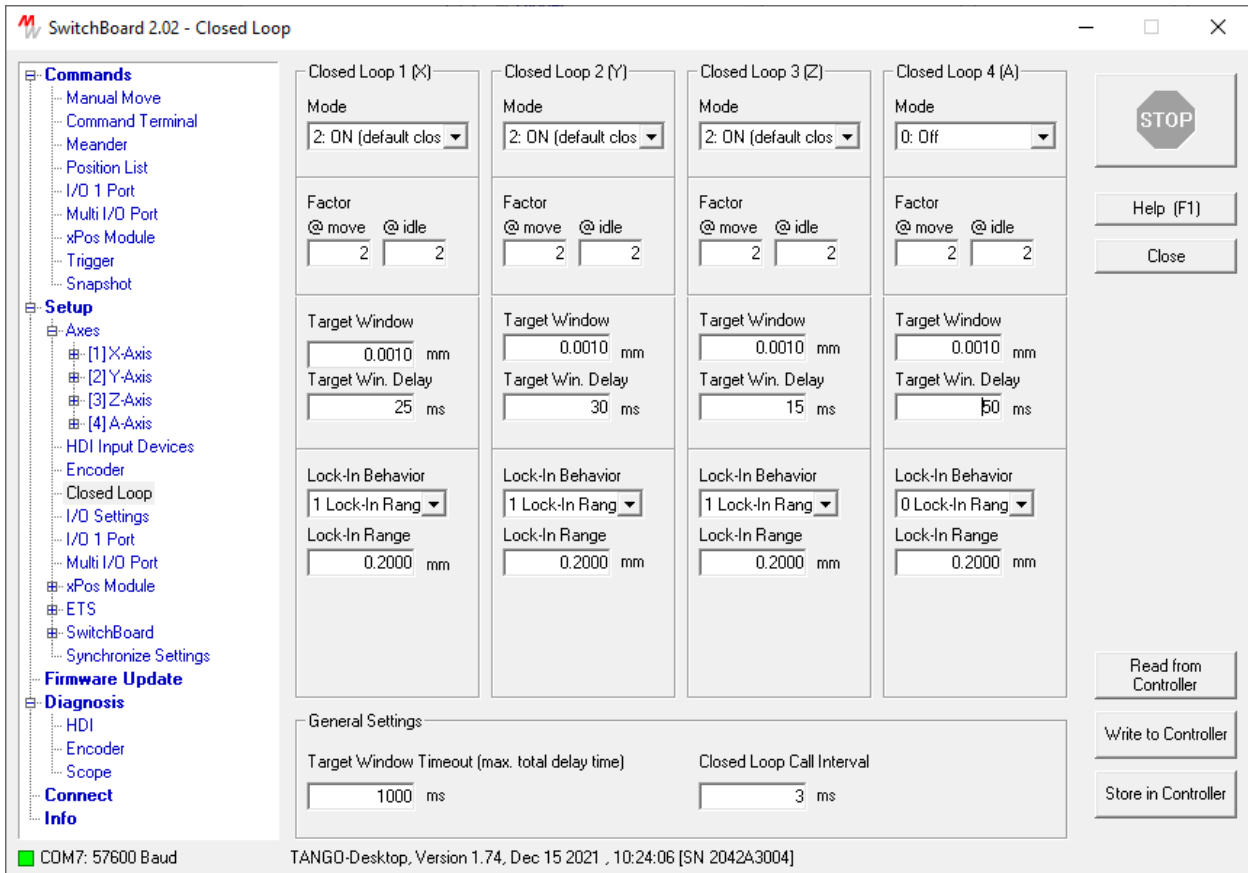 SwitchBoard 2.02 - Closed Loop
Commands
Manual Move
Command Terminal
Meander
Position List
I/O 1 Port
Multi I/O Port
xPos Module
Trigger
Snapshot
Setup
Axes
[1] X-Axis
[2] Y-Axis
[3] Z-Axis
[4] A-Axis
HDI Input Devices
Encoder
Closed Loop
I/O Settings
I/O 1 Port
Multi I/O Port
xPos Module
ETS
SwitchBoard
Synchronize Settings
Firmware Update
Diagnosis
HDI
Encoder
Scope
Connect
Info
Closed Loop 1 (X)
Mode
2: ON (default clos
Factor
@ move @ idle
2 2
Target Window
0.0010 mm
Target Win. Delay
25 ms
Lock-In Behavior
1 Lock-In Rang
Lock-In Range
0.2000 mm
Closed Loop 2 (Y)
Mode
2: ON (default clos
Factor
@ move @ idle
2 2
Target Window
0.0010 mm
Target Win. Delay
30 ms
Lock-In Behavior
1 Lock-In Rang
Lock-In Range
0.2000 mm
Closed Loop 3 (Z)
Mode
2: ON (default clos
Factor
@ move @ idle
2 2
Target Window
0.0010 mm
Target Win. Delay
15 ms
Lock-In Behavior
1 Lock-In Rang
Lock-In Range
0.2000 mm
Closed Loop 4 (A)
Mode
0: Off
Factor
@ move @ idle
2 2
Target Window
0.0010 mm
Target Win. Delay
50 ms
Lock-In Behavior
0 Lock-In Rang
Lock-In Range
0.2000 mm
General Settings
Target Window Timeout (max. total delay time)
1000 ms
Closed Loop Call Interval
3 ms
STOP
Help (F1)
Close
Read from
Controller
Write to Controller
Store in Controller
COM7: 57600 Baud
TANGO-Desktop, Version 1.74, Dec 15 2021 , 10:24:06 [SN 2042A3004]